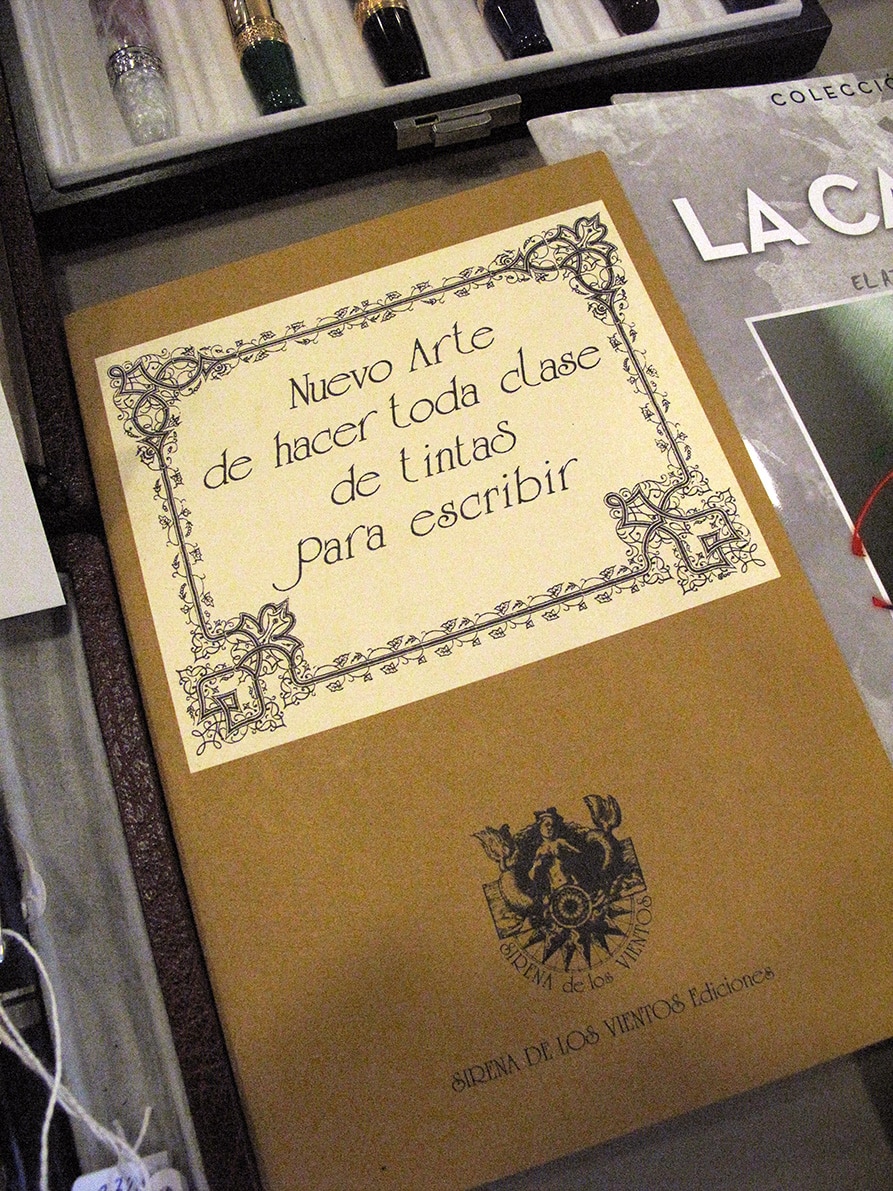 COLECCIÓ
LA CA
EL A
Nuevo Arte
de hacer toda clase
de tintas
para escribir
SIRENA de los VIENTOS
SIRENA DE LOS VIENTOS Ediciones